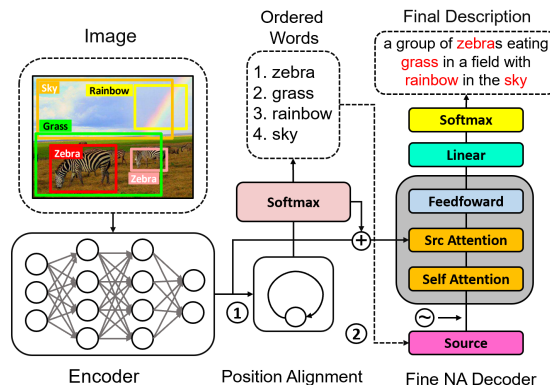 Image
Sky
Rainbow
Grass
Zebra
Zebra
Encoder
Ordered
Words
1. zebra
2. grass
3. rainbow
4. sky
Softmax
+
1
2
Position Alignment
Final Description
a group of zebras eating
grass in a field with
rainbow in the sky
Softmax
Linear
Feedfoward
Src Attention
Self Attention
~
Source
Fine NA Decoder